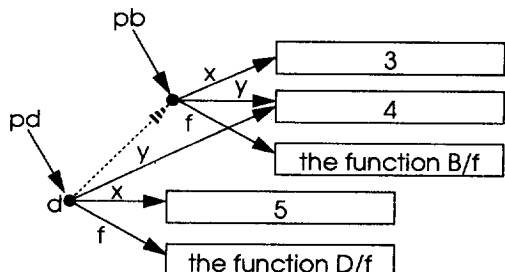 pb
x
3
y
4
pd
f
y
the function B/f
d
x
5
f
the function D/f